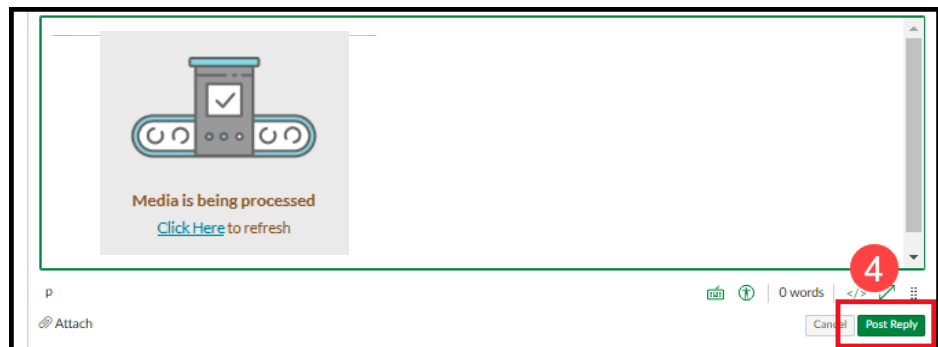 Media is being processed
Click Here to refresh
4
p
0 words </>
Attach
Cancel Post Reply